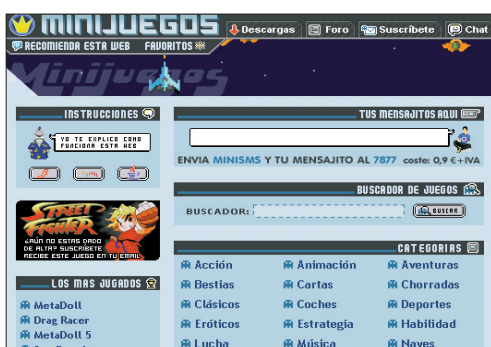 MINIJUEGOS
Descargas Foro Suscríbete Chat
RECOMIENDA ESTA WEB FAVORITOS
Minijuegos
INSTRUCCIONES
YO TE EXPLICO COMO
FUNCIONA ESTA WEB
STREET
FIGHTER
¿AÚN NO ESTAS DADO
DE ALTA? SUSCRIBETE
RECIBE ESTE JUEGO EN TU EMAIL
LOS MAS JUGADOS
MetaDoll
Drag Racer
MetaDoll 5
TUS MENSAJITOS AQUI
ENVIA MINISMS Y TU MENSAJITO AL 7877 coste: 0,9 €+IVA
BUSCADOR DE JUEGOS
BUSCADOR: BUSCAR
CATEGORIAS
Acción Animación Aventuras
Bestias Cartas Chorradas
Clásicos Coches Deportes
Eróticos Estrategia Habilidad
Lucha Música Naves